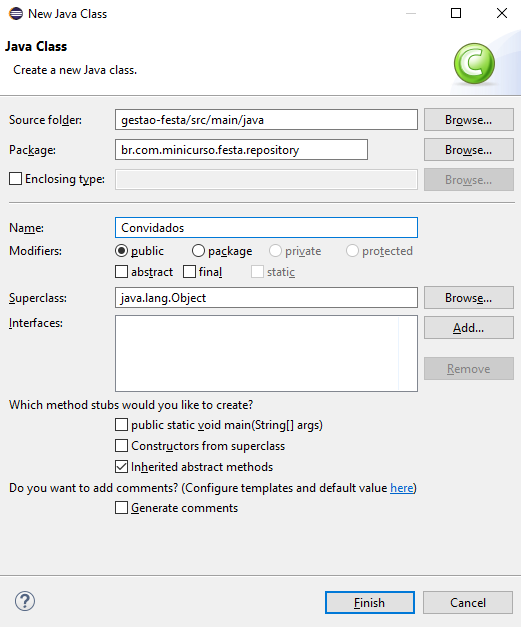 New Java Class
Java Class
Create a new Java class.
Source folder: gestao-festa/src/main/java Browse...
Package: br.com.minicurso.festa.repository Browse...
Enclosing type: Browse...
Name: Convidados
Modifiers: public package private protected
abstract final static
Superclass: java.lang.Object Browse...
Interfaces: Add...
Remove
Which method stubs would you like to create?
public static void main(String[] args)
Constructors from superclass
Inherited abstract methods
Do you want to add comments? (Configure templates and default value here)
Generate comments
? Finish Cancel